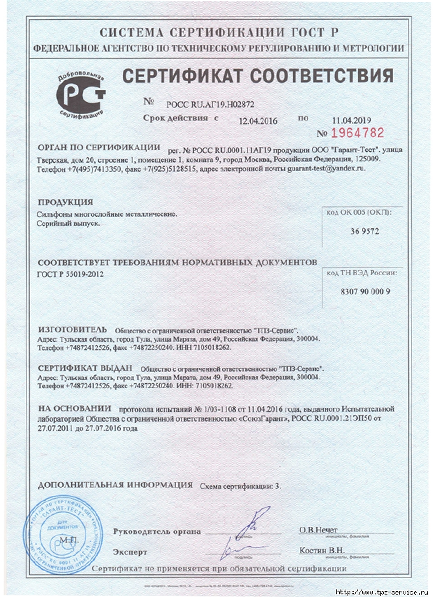 СИСТЕМА СЕРТИФИКАЦИИ ГОСТ Р
ФЕДЕРАЛЬНОЕ АГЕНТСТВО ПО ТЕХНИЧЕСКОМУ РЕГУЛИРОВАНИЮ И МЕТРОЛОГИИ
Добровольная
сертификация
СЕРТИФИКАТ СООТВЕТСТВИЯ
№ РОСС RU.АГ19.Н02872
Срок действия с 12.04.2016 по 11.04.2019
№ 1964782
ОРГАН ПО СЕРТИФИКАЦИИ рег. № РОСС RU.0001.11АГ19 продукции ООО "Гарант-Тест". улица
Тверская, дом 20, строение 1, помещение 1, комната 9, город Москва, Российская Федерация, 125009.
Телефон +7(495)7413350, факс +7(925)5128515, адрес электронной почты guarant-test@yandex.ru.
ПРОДУКЦИЯ
Сильфоны многослойные металлические.
Серийный выпуск.
код ОК 005 (ОКП):
36 9572
СООТВЕТСТВУЕТ ТРЕБОВАНИЯМ НОРМАТИВНЫХ ДОКУМЕНТОВ
ГОСТ Р 55019-2012
код ТН ВЭД России:
8307 90 000 9
ИЗГОТОВИТЕЛЬ Общество с ограниченной ответственностью "ТПЗ-Сервис".
Адрес: Тульская область, город Тула, улица Марата, дом 49, Российская Федерация, 300004.
Телефон +74872412526, факс +74872250240. ИНН 7105018262.
СЕРТИФИКАТ ВЫДАН Общество с ограниченной ответственностью "ТПЗ-Сервис".
Адрес: Тульская область, город Тула, улица Марата, дом 49, Российская Федерация, 300004.
Телефон +74872412526, факс +74872250240. ИНН: 7105018262.
НА ОСНОВАНИИ протокола испытаний № 1/03-1108 от 11.04.2016 года, выданного Испытательной
лабораторией Общества с ограниченной ответственностью «СоюзГарант», РОСС RU.0001.21ЭП50 от
27.07.2011 до 27.07.2016 года
ДОПОЛНИТЕЛЬНАЯ ИНФОРМАЦИЯ Схема сертификации: 3.
М.П.
Руководитель органа О.В.Нечет
Эксперт Костин В.Н.
Сертификат не применяется при обязательной сертификации